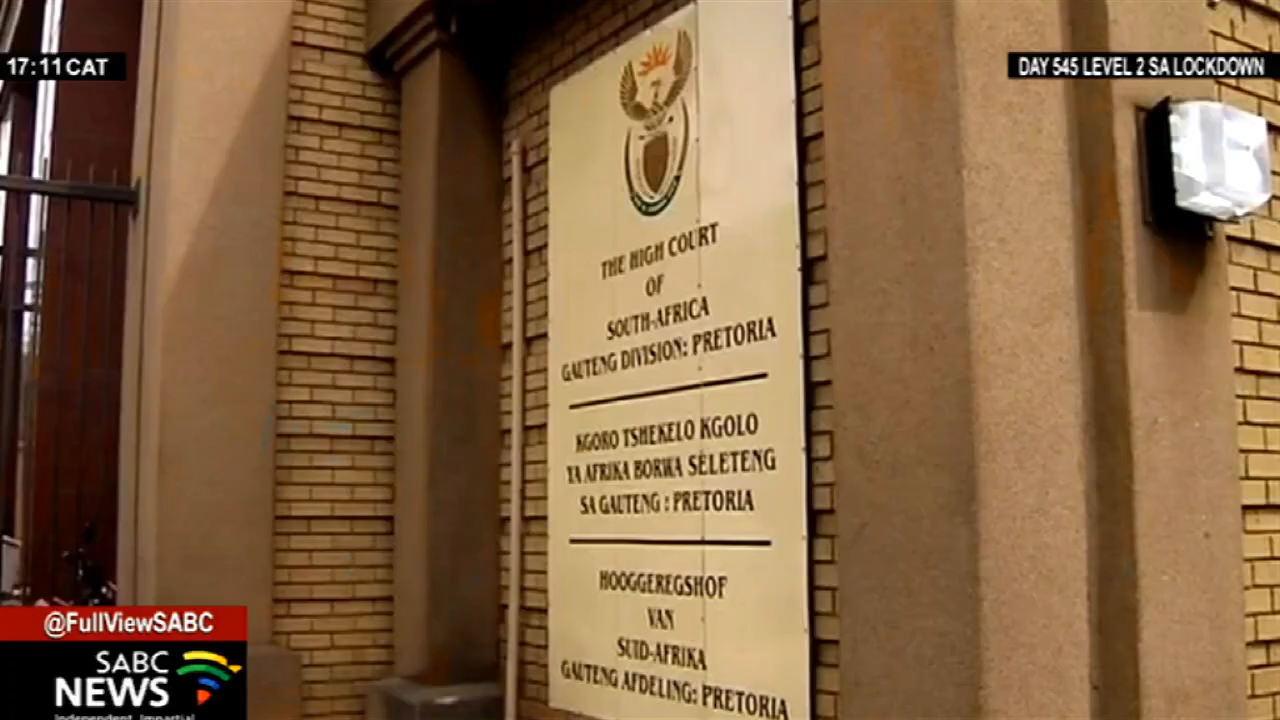 17:11 CAT
DAY 545 LEVEL 2 SA LOCKDOWN
THE HIGH COURT
OF
SOUTH-AFRICA
GAUTENG DIVISION: PRETORIA
KGORO TSHEKELO KGOLO
YA AFRIKA BORWA SELETENG
SA GAUTENG : PRETORIA
HOOGGEREGSHOF
VAN
SUID-AFRIKA
GAUTENG AFDELING: PRETORIA
@FullViewSABC
SABC
NEWS
Independent. Impartial